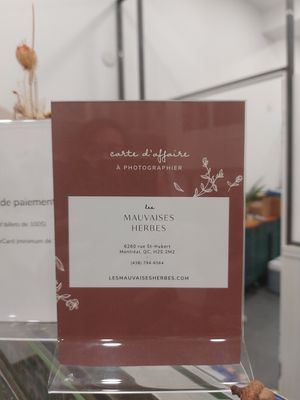 de paiement
carte d'affaire
À PHOTOGRAPHIER
les
MAUVAISES
HERBES
6260 rue St-Hubert
Montréal, QC, H2S 2M2
(438) 794-6564
LESMAUVAISESHERBES.COM